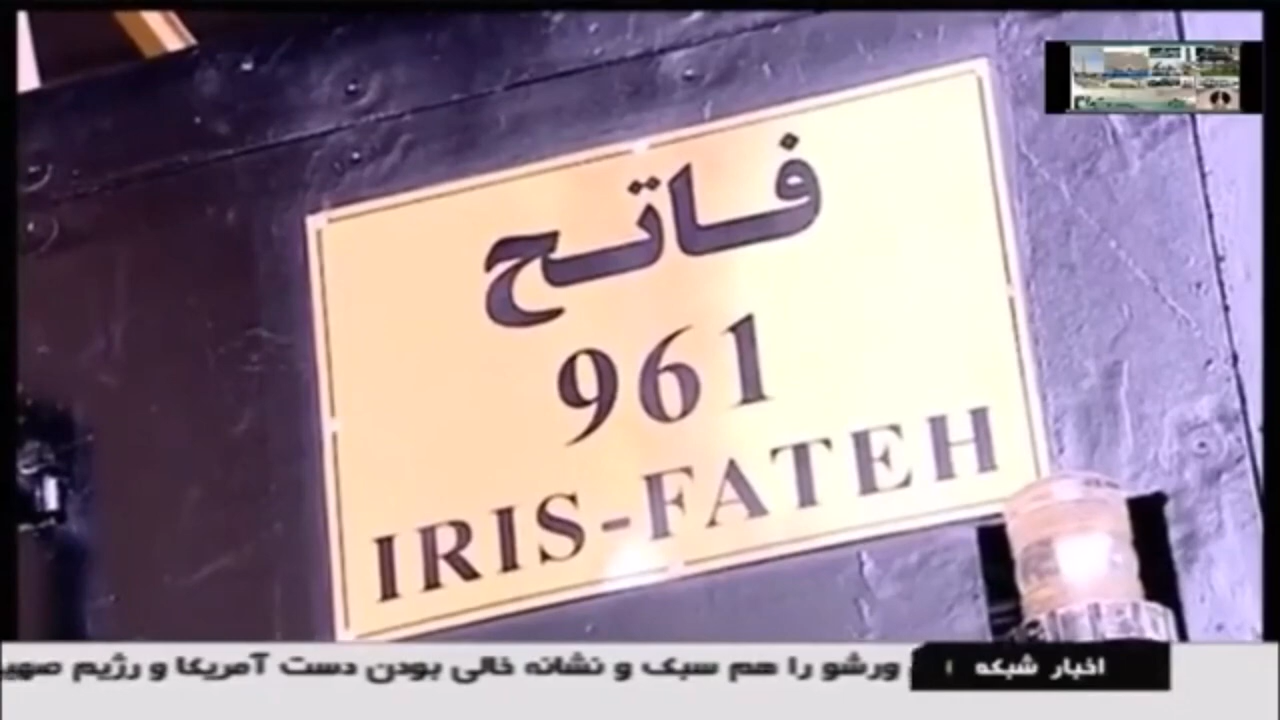 فاتح
961
IRIS-FATEH
ورشو را هم سبک و نشانه خالی بودن دست آمریکا و رژیم
اخبار شبکه